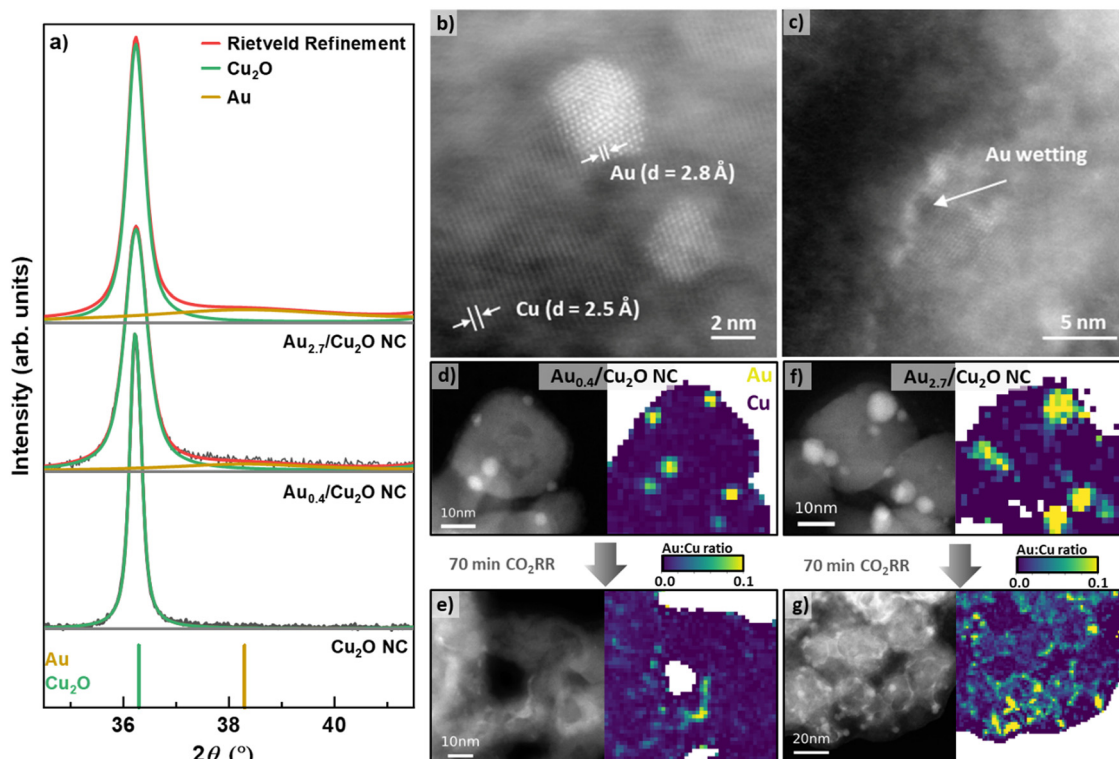 a)
Rietveld Refinement
Cu₂O
Au
Intensity (arb. units)
Au₂.₇/Cu₂O NC
Au₀.₄/Cu₂O NC
Cu₂O NC
Au
Cu₂O
36
38
40
2θ (°)
b)
Au (d = 2.8 Å)
Cu (d = 2.5 Å)
2 nm
c)
Au wetting
5 nm
d)
Au₀.₄/Cu₂O NC
Au
Cu
10nm
f)
Au₂.₇/Cu₂O NC
10nm
70 min CO₂RR
Au:Cu ratio
0.0
0.1
70 min CO₂RR
Au:Cu ratio
0.0
0.1
e)
10nm
g)
20nm